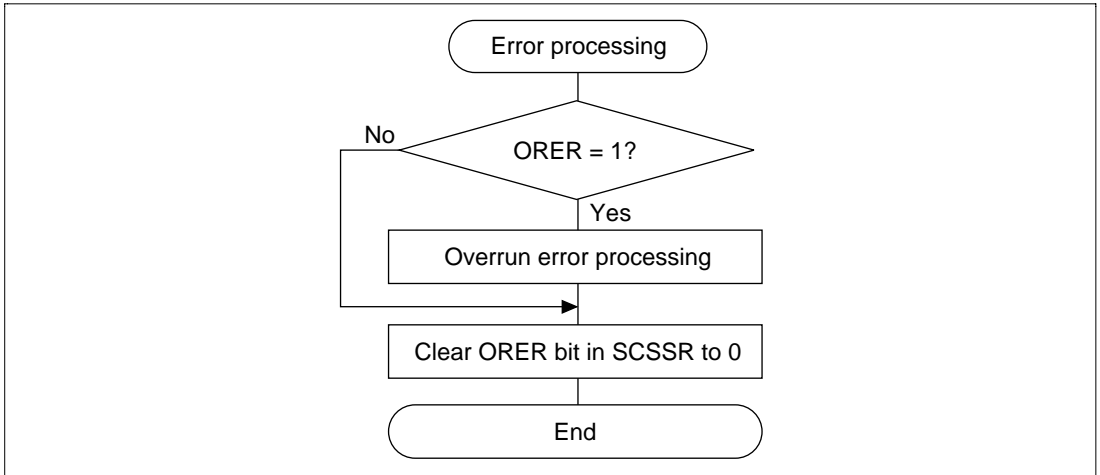 Error processing
No
ORER = 1?
Yes
Overrun error processing
Clear ORER bit in SCSSR to 0
End